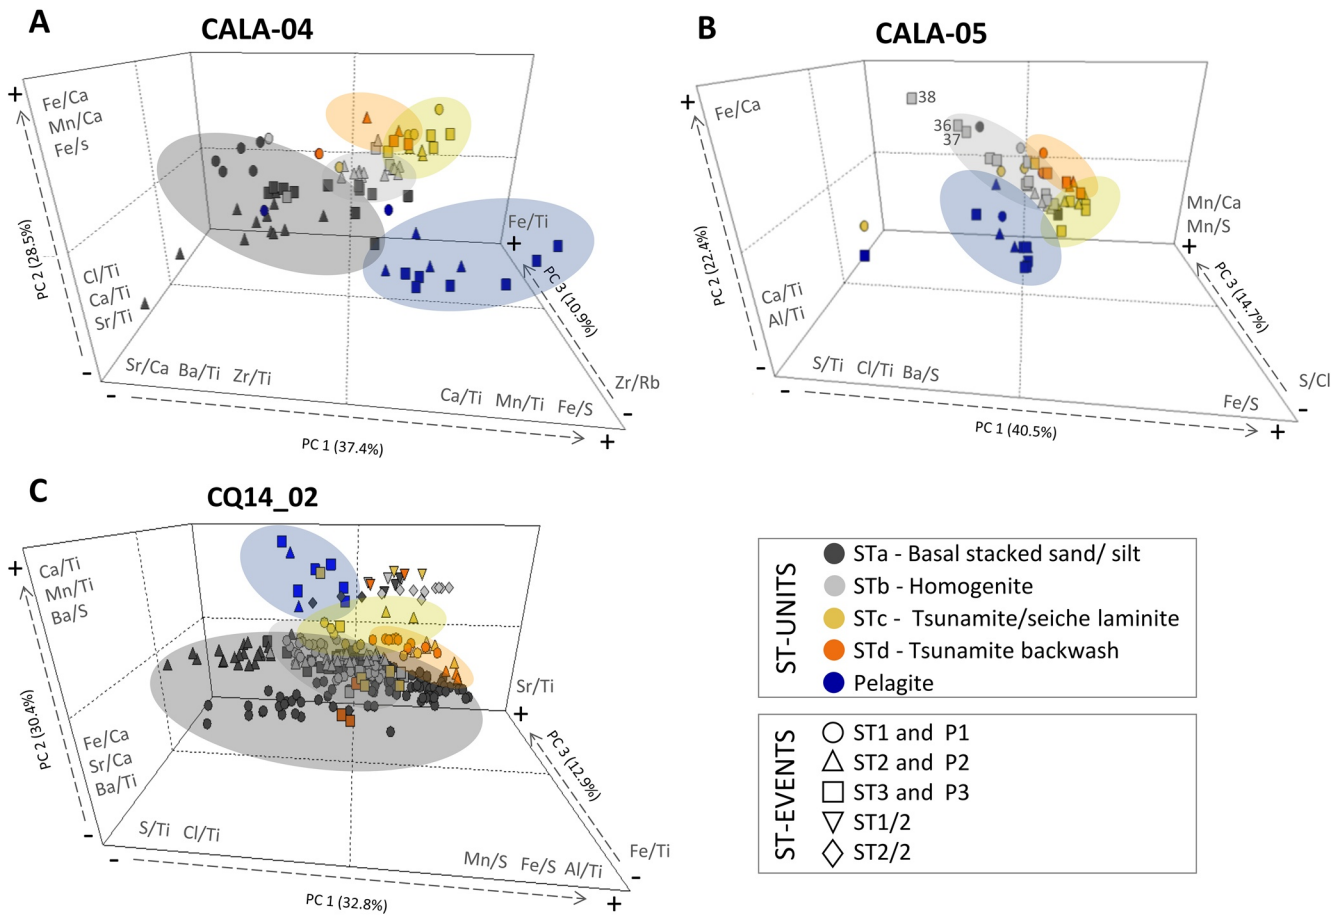 A
CALA-04
+
Fe/Ca
Mn/Ca
Fe/s
PC 2 (28.5%)
Cl/Ti
Ca/Ti
Sr/Ti
-
Fe/Ti
+
PC 3 (10.9%)
Sr/Ca Ba/Ti Zr/Ti
Ca/Ti Mn/Ti Fe/S
Zr/Rb
-
-
PC 1 (37.4%)
+
B
CALA-05
+
Fe/Ca
38
36
37
PC 2 (22.4%)
Mn/Ca
Mn/S
+
Ca/Ti
Al/Ti
PC 3 (14.7%)
-
S/Ti Cl/Ti Ba/S
Fe/S
S/Cl
-
-
PC 1 (40.5%)
+
C
CQ14_02
+
Ca/Ti
Mn/Ti
Ba/S
PC 2 (30.4%)
Sr/Ti
+
Fe/Ca
Sr/Ca
Ba/Ti
PC 3 (12.9%)
-
S/Ti Cl/Ti
Mn/S Fe/S Al/Ti
Fe/Ti
-
-
PC 1 (32.8%)
+
ST-UNITS
STa - Basal stacked sand/ silt
STb - Homogenite
STc - Tsunamite/seiche laminite
STd - Tsunamite backwash
Pelagite
ST-EVENTS
ST1 and P1
ST2 and P2
ST3 and P3
ST1/2
ST2/2